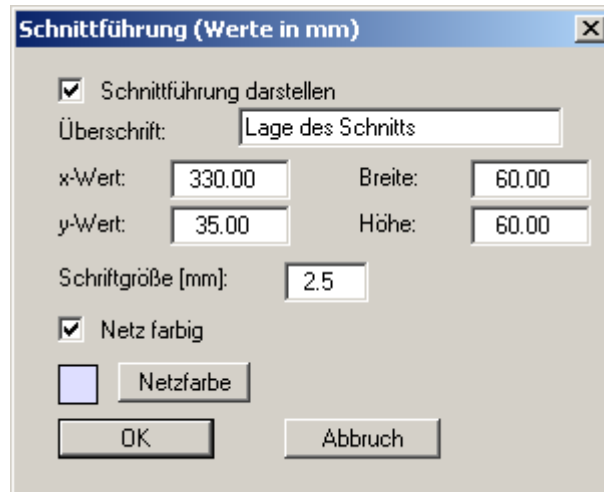 Schnittführung (Werte in mm)
Schnittführung darstellen
Überschrift: Lage des Schnitts
x-Wert: 330.00 Breite: 60.00
y-Wert: 35.00 Höhe: 60.00
Schriftgröße [mm]: 2.5
Netz farbig
Netzfarbe
OK Abbruch